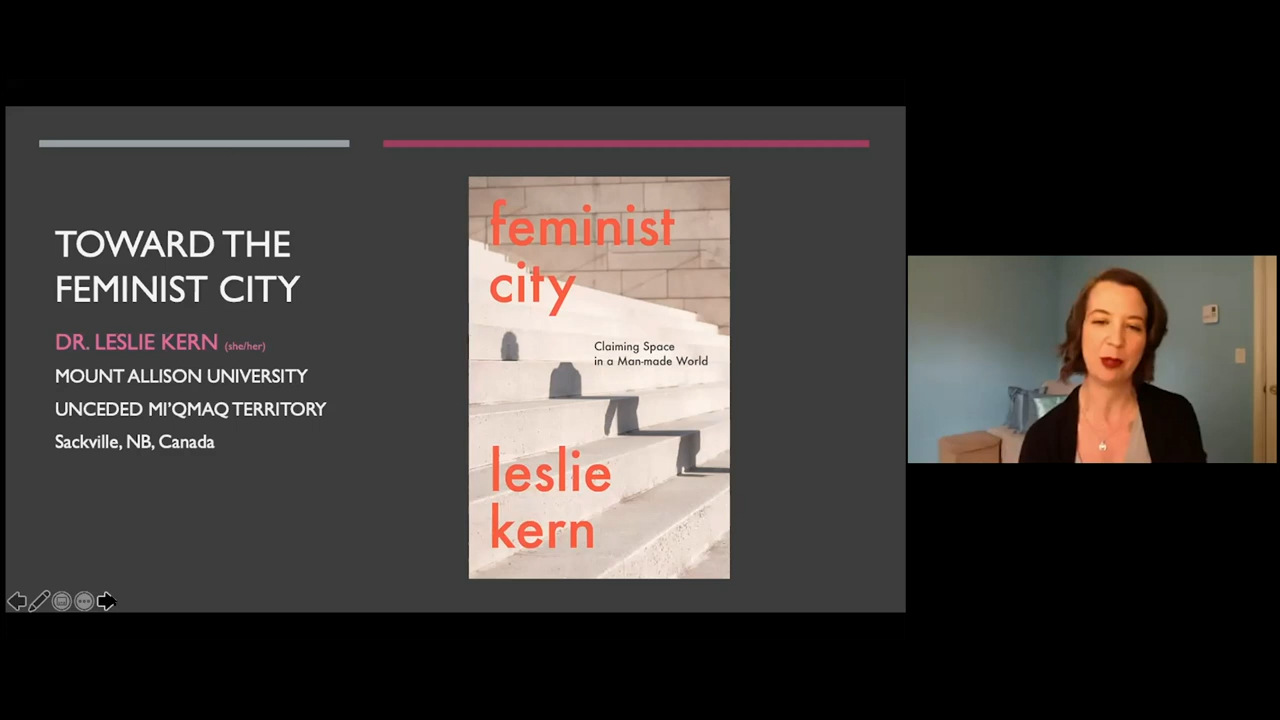 TOWARD THE
FEMINIST CITY
DR. LESLIE KERN (she/her)
MOUNT ALLISON UNIVERSITY
UNCEDED MI'QMAQ TERRITORY
Sackville, NB, Canada
feminist
city
Claiming Space
in a Man-made World
leslie
kern